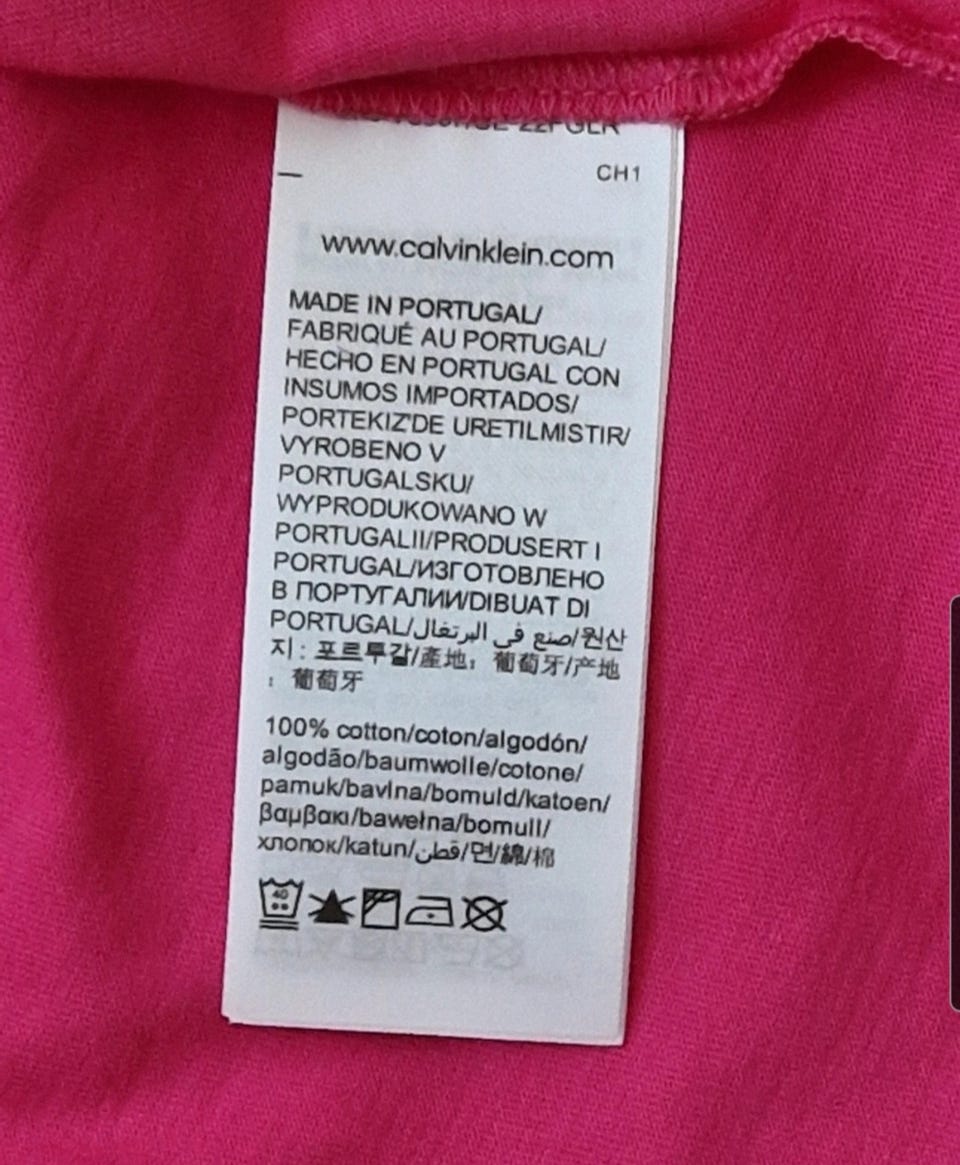 CH1
www.calvinklein.com
MADE IN PORTUGAL/
FABRIQUÉ AU PORTUGAL/
HECHO EN PORTUGAL CON
INSUMOS IMPORTADOS/
PORTEKIZ'DE URETILMISTIR/
VYROBENO V
PORTUGALSKU/
WYPRODUKOWANO W
PORTUGALII/PRODUSERT I
PORTUGAL/ИЗГОТОВЛЕНО
В ПОРТУГАЛИИ/DIBUAT DI
PORTUGAL/صنع في البرتغال/원산
지: 포르투갈/產地: 葡萄牙/产地
: 葡萄牙
100% cotton/coton/algodón/
algodão/baumwolle/cotone/
pamuk/bavlna/bomuld/katoen/
βαμβακι/bawełna/bomull/
хлопок/katun/قطن/면/綿/棉
40